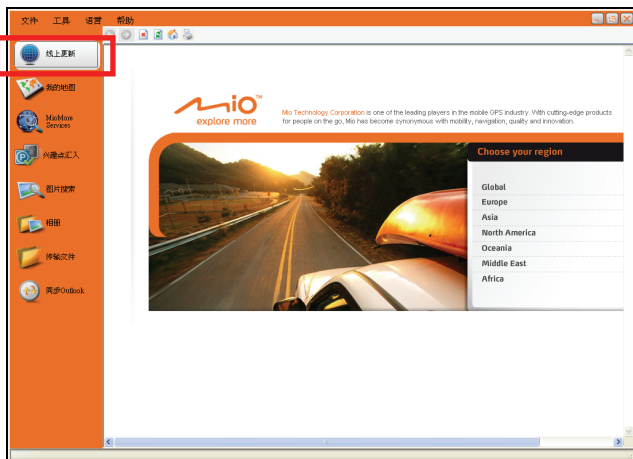 文件 工具 语言 帮助
线上更新
我的地图
MioMore
Services
兴趣点汇入
图片搜索
相册
传输文件
同步Outlook
mio™
explore more
Mio Technology Corporation is one of the leading players in the mobile GPS industry. With cutting-edge products
for people on the go, Mio has become synonymous with mobility, navigation, quality and innovation.
Choose your region
Global
Europe
Asia
North America
Oceania
Middle East
Africa